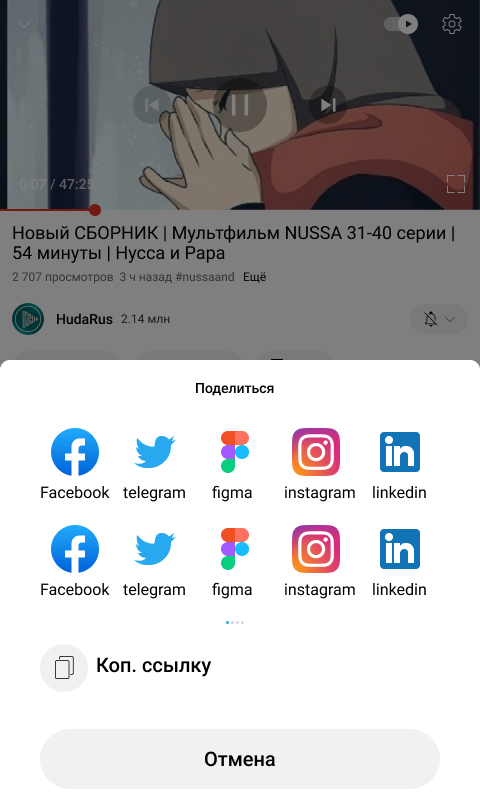 0:07 / 47:25
Новый СБОРНИК | Мультфильм NUSSA 31-40 серии |
54 минуты | Нусса и Рара
2 707 просмотров 3 ч назад #nussaand Ещё
HudaRus 2.14 млн
Поделиться
Facebook telegram figma instagram linkedin
Facebook telegram figma instagram linkedin
Коп. ссылку
Отмена